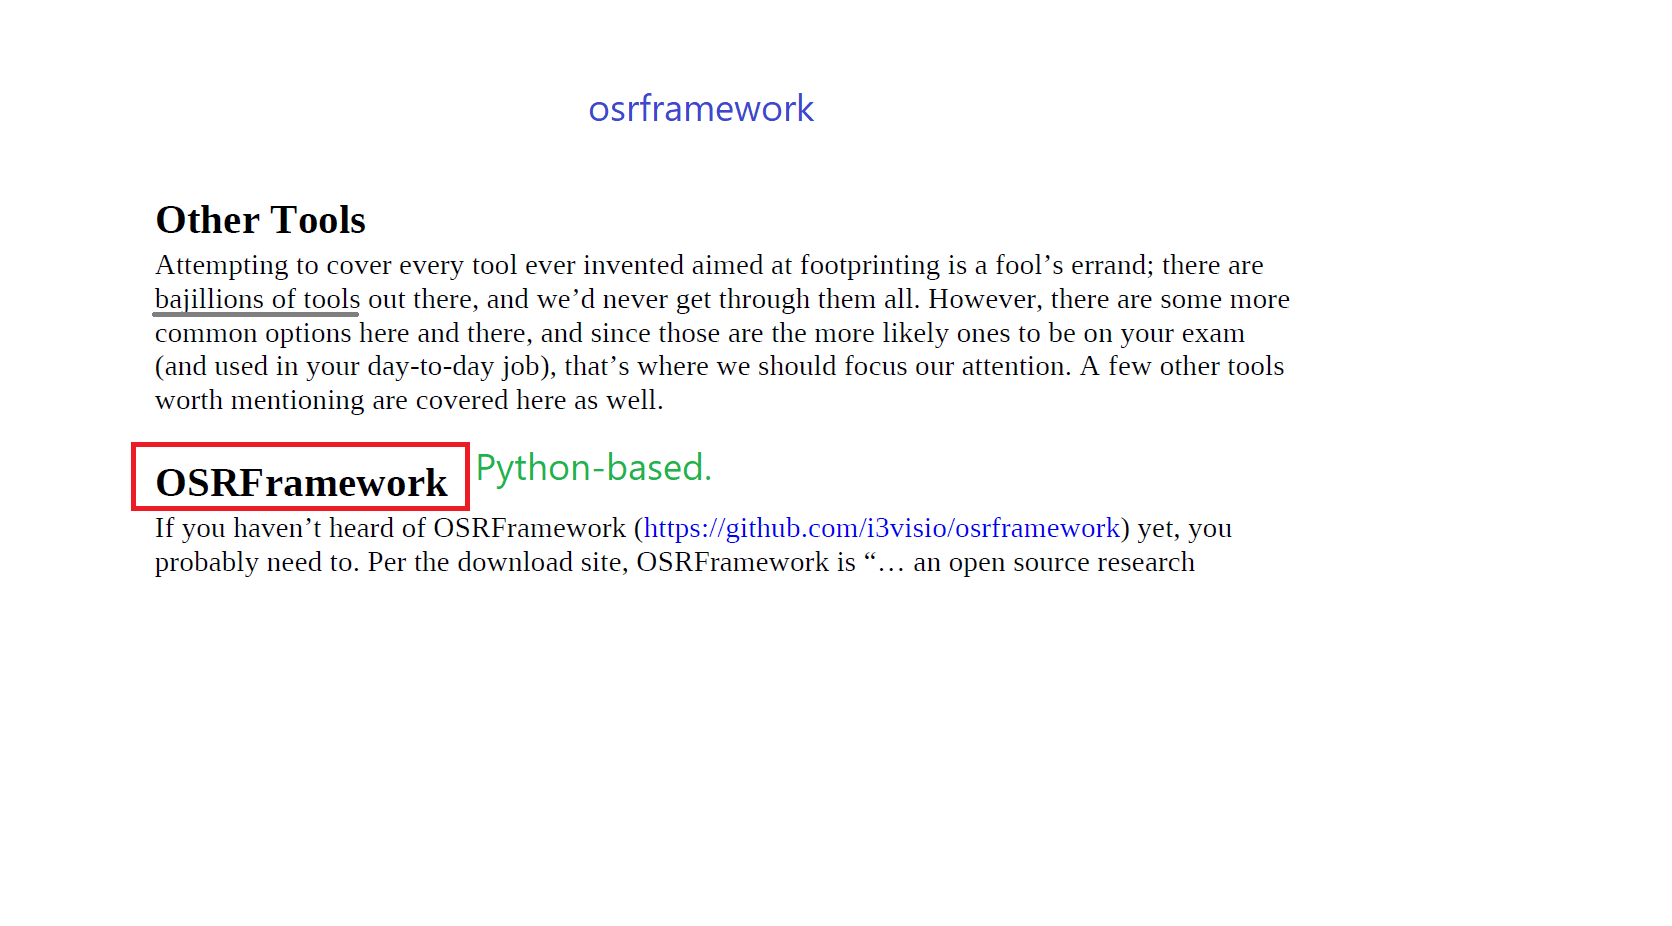 osrframework
Other Tools
Attempting to cover every tool ever invented aimed at footprinting is a fool’s errand; there are
bajillions of tools out there, and we’d never get through them all. However, there are some more
common options here and there, and since those are the more likely ones to be on your exam
(and used in your day-to-day job), that’s where we should focus our attention. A few other tools
worth mentioning are covered here as well.
OSRFramework Python-based.
If you haven’t heard of OSRFramework (https://github.com/i3visio/osrframework) yet, you
probably need to. Per the download site, OSRFramework is “… an open source research